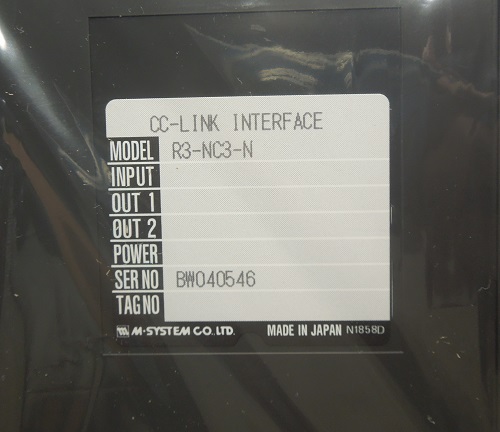 CC-LINK INTERFACE
MODEL R3-NC3-N
INPUT
OUT 1
OUT 2
POWER
SER NO BW040546
TAG NO
M-SYSTEM CO.,LTD. MADE IN JAPAN N1858D